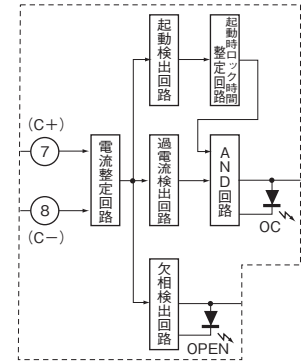 起動検出回路
起動時ロック時間
整定回路
(C+)
7
電流整定回路
過電流検出回路
AND回路
8
(C−)
OC
欠相検出回路
OPEN